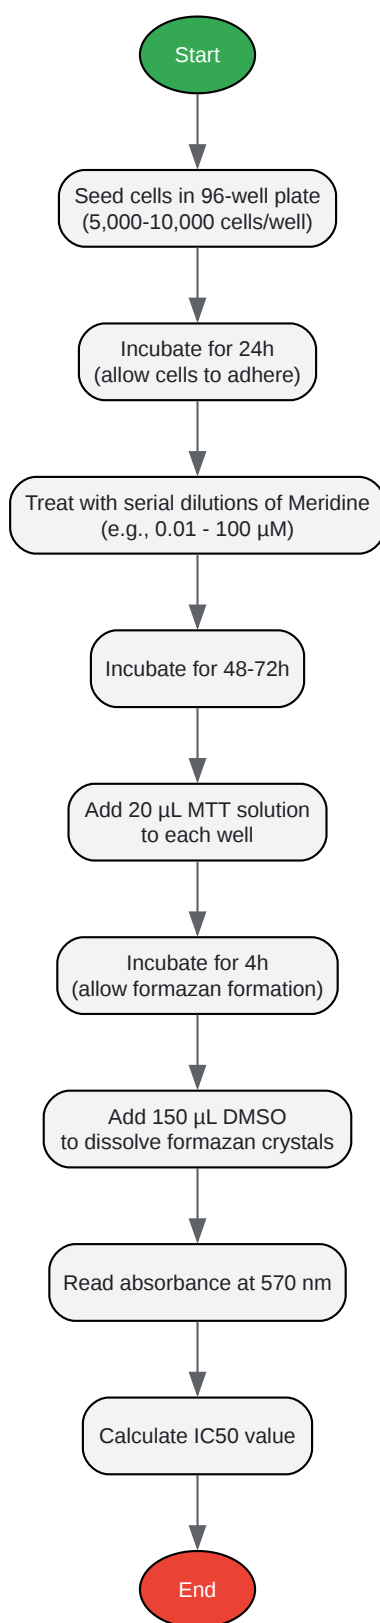 Start
Seed cells in 96-well plate
(5,000-10,000 cells/well)
Incubate for 24h
(allow cells to adhere)
Treat with serial dilutions of Meridine
(e.g., 0.01 - 100 µM)
Incubate for 48-72h
Add 20 µL MTT solution
to each well
Incubate for 4h
(allow formazan formation)
Add 150 µL DMSO
to dissolve formazan crystals
Read absorbance at 570 nm
Calculate IC50 value
End